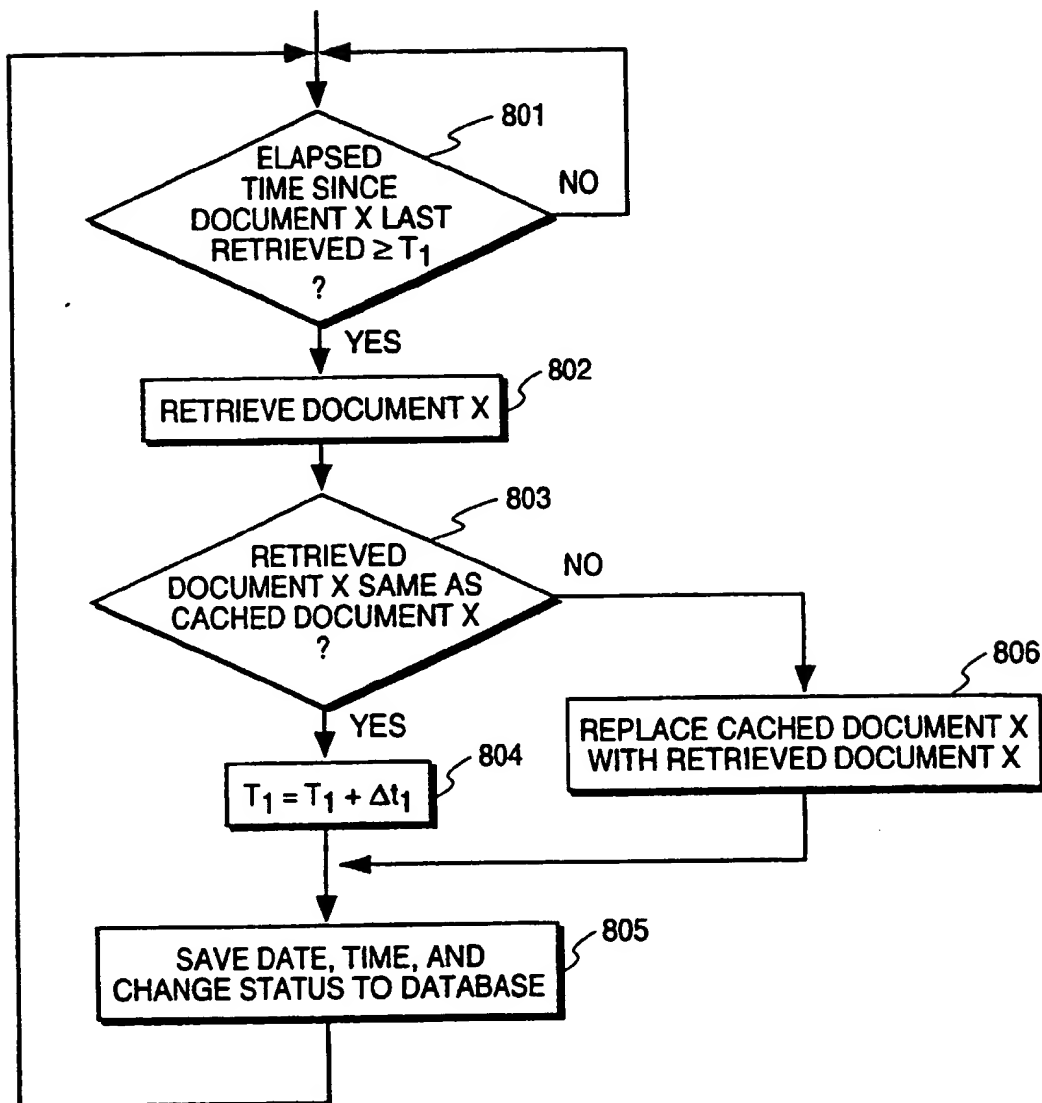 801
ELAPSED
TIME SINCE
DOCUMENT X LAST
RETRIEVED ≥ T₁
?
NO
YES
802
RETRIEVE DOCUMENT X
803
RETRIEVED
DOCUMENT X SAME AS
CACHED DOCUMENT X
?
NO
YES
806
REPLACE CACHED DOCUMENT X
WITH RETRIEVED DOCUMENT X
804
T₁ = T₁ + Δt₁
805
SAVE DATE, TIME, AND
CHANGE STATUS TO DATABASE